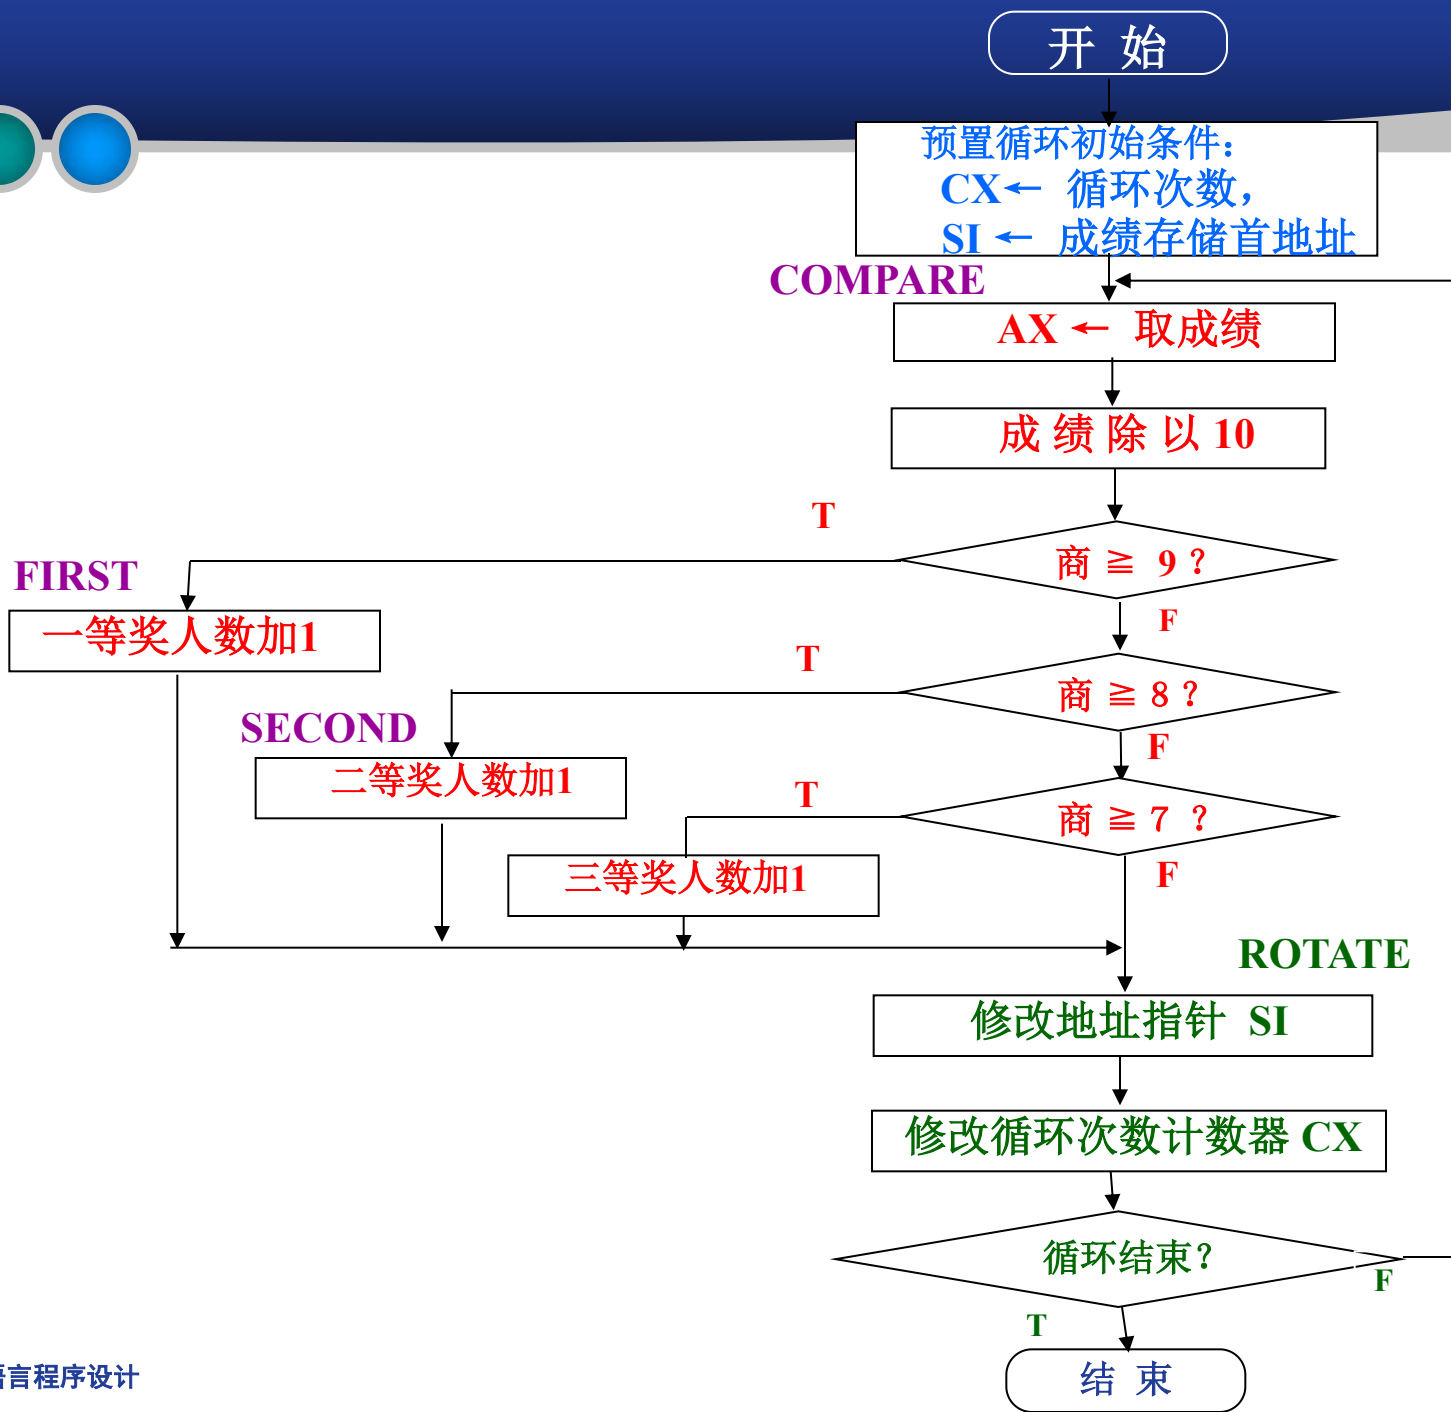 开 始
预置循环初始条件：
CX← 循环次数，
SI ← 成绩存储首地址
COMPARE
AX ← 取成绩
成 绩 除 以 10
T
商 ≧ 9 ？
FIRST
F
一等奖人数加1
T
商 ≧ 8 ？
SECOND
F
二等奖人数加1
T
商 ≧ 7 ？
三等奖人数加1
F
ROTATE
修改地址指针 SI
修改循环次数计数器 CX
循环结束？
F
T
结 束
语言程序设计